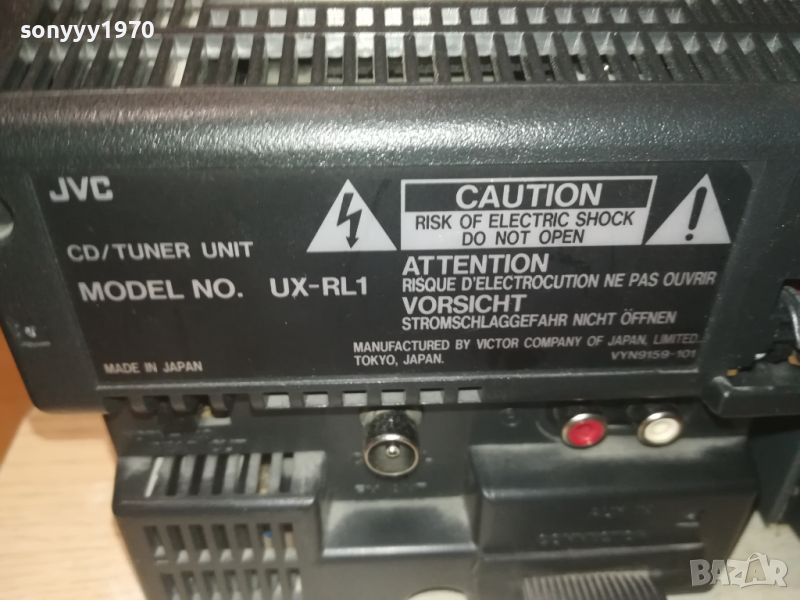 sonyyy1970
JVC
CD/TUNER UNIT
MODEL NO. UX-RL1
MADE IN JAPAN
CAUTION
RISK OF ELECTRIC SHOCK
DO NOT OPEN
ATTENTION
RISQUE D'ELECTROCUTION NE PAS OUVRIR
VORSICHT
STROMSCHLAGGEFAHR NICHT ÖFFNEN
MANUFACTURED BY VICTOR COMPANY OF JAPAN, LIMITED.
TOKYO, JAPAN.
VYN9159-101
BAZAR